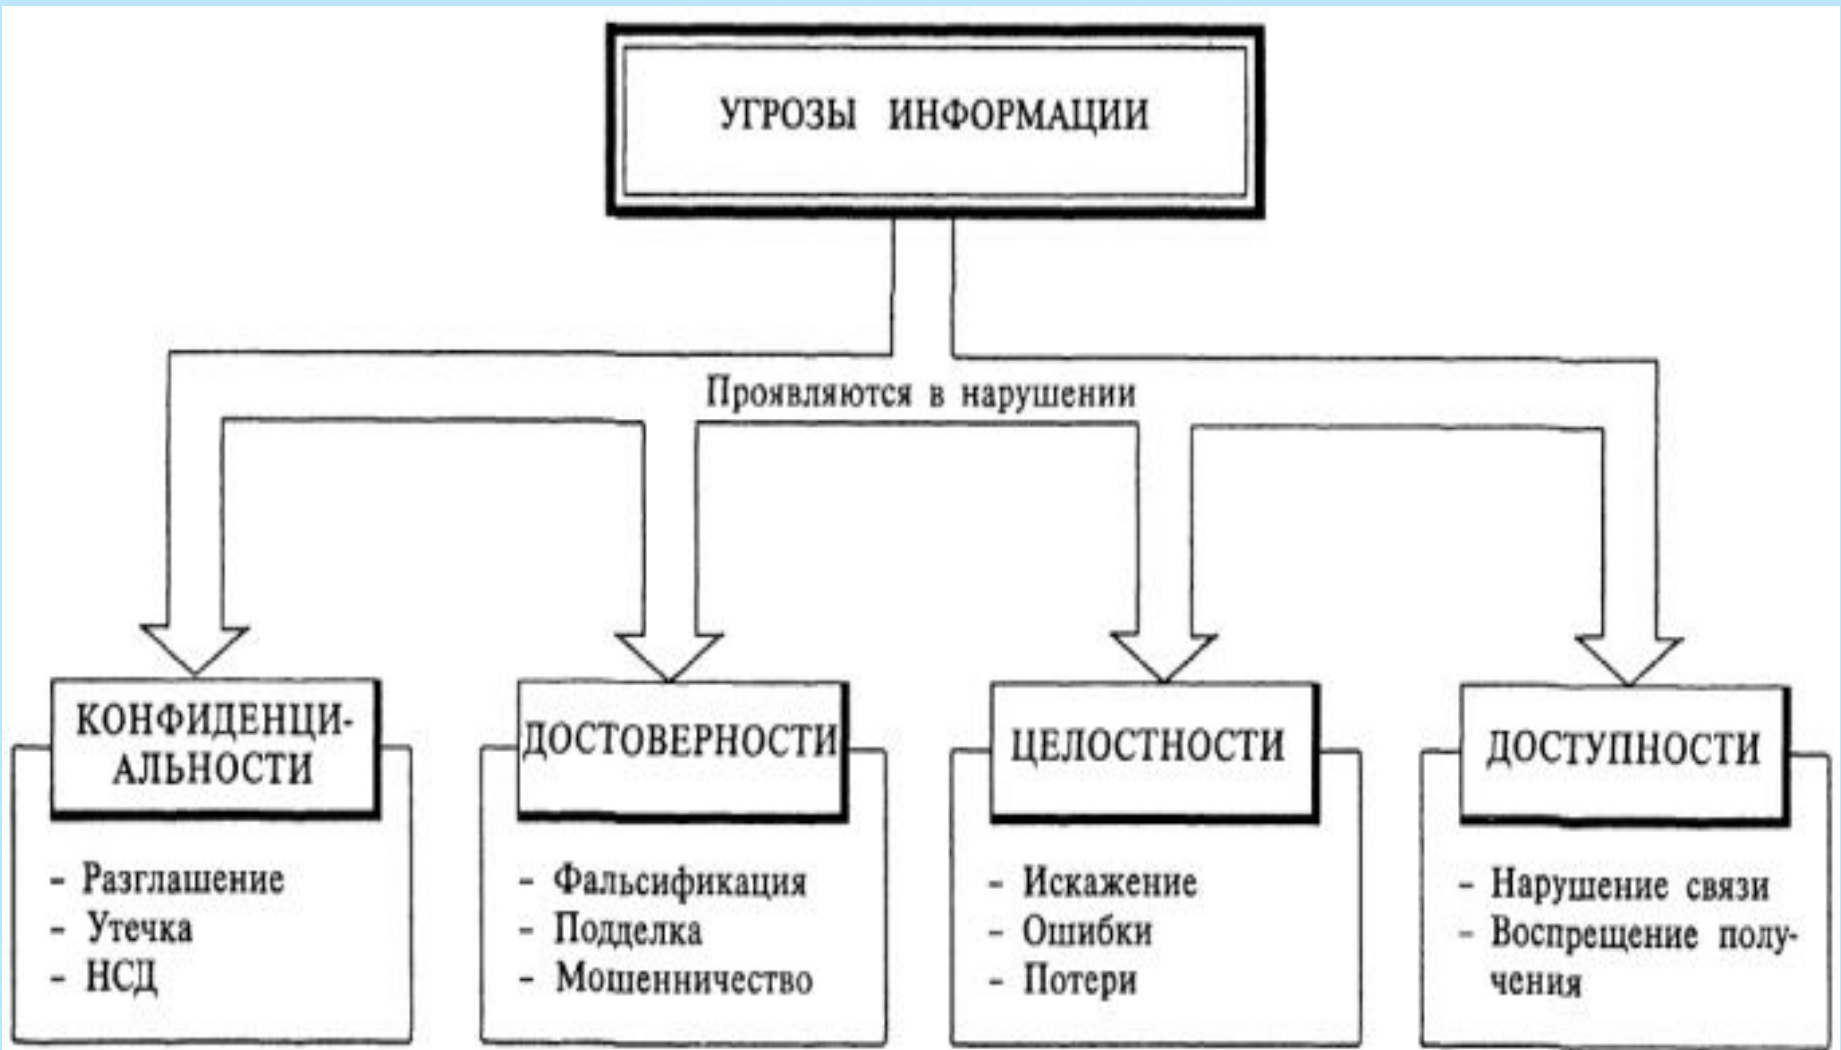 УГРОЗЫ ИНФОРМАЦИИ
Проявляются в нарушении
КОНФИДЕНЦИ-
АЛЬНОСТИ
- Разглашение
- Утечка
- НСД
ДОСТОВЕРНОСТИ
- Фальсификация
- Подделка
- Мошенничество
ЦЕЛОСТНОСТИ
- Искажение
- Ошибки
- Потери
ДОСТУПНОСТИ
- Нарушение связи
- Воспрещение полу-
чения